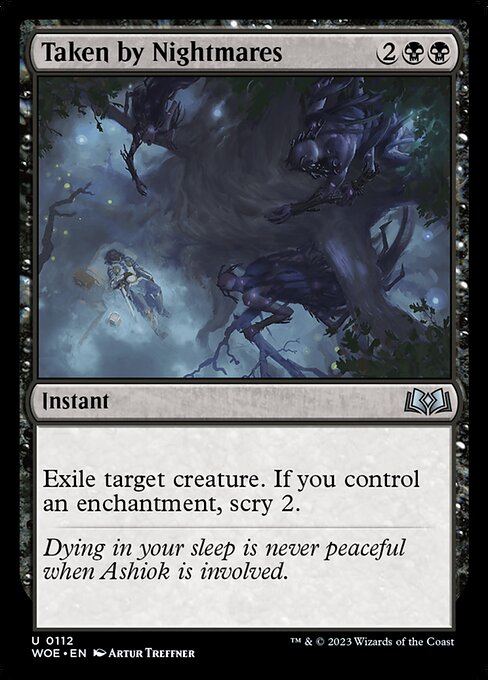 Taken by Nightmares 2
Instant
Exile target creature. If you control
an enchantment, scry 2.
Dying in your sleep is never peaceful
when Ashiok is involved.
U 0112
WOE • EN Artur Treffner
™ & © 2023 Wizards of the Coast